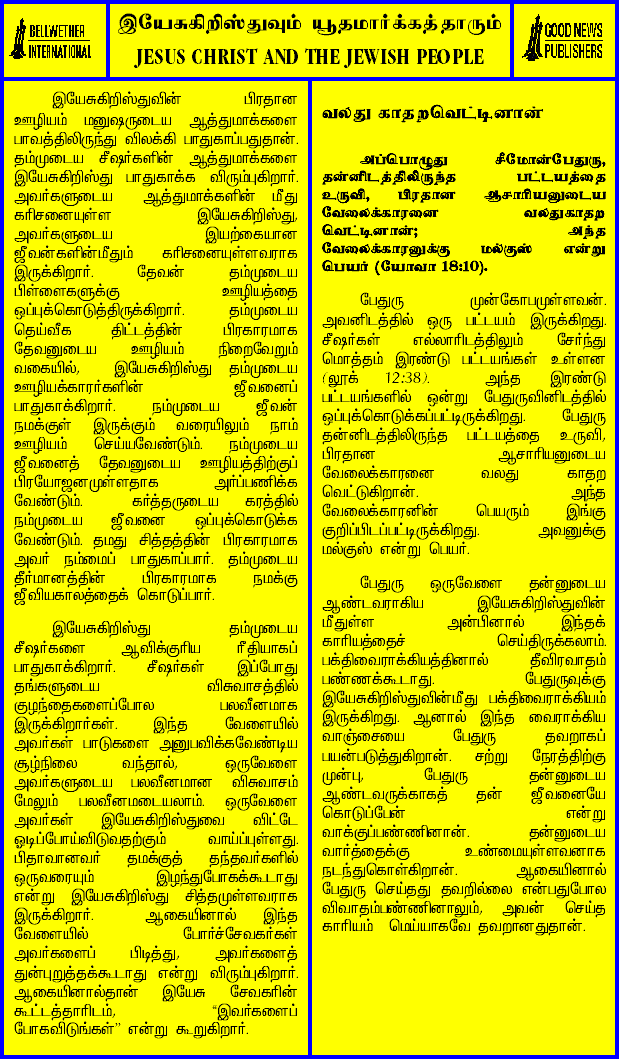 BELLWETHER
INTERNATIONAL
இயேசுகிறிஸ்துவும் யூதமார்க்கத்தாரும்
JESUS CHRIST AND THE JEWISH PEOPLE
GOOD NEWS
PUBLISHERS
இயேசுகிறிஸ்துவின் பிரதான
ஊழியம் மனுஷருடைய ஆத்துமாக்களை
பாவத்திலிருந்து விலக்கி பாதுகாப்பதுதான்.
தம்முடைய சீஷர்களின் ஆத்துமாக்களை
இயேசுகிறிஸ்து பாதுகாக்க விரும்புகிறார்.
அவர்களுடைய ஆத்துமாக்களின் மீது
கரிசனையுள்ள இயேசுகிறிஸ்து,
அவர்களுடைய இயற்கையான
ஜீவன்களின்மீதும் கரிசனையுள்ளவராக
இருக்கிறார். தேவன் தம்முடைய
பிள்ளைகளுக்கு ஊழியத்தை
ஒப்புக்கொடுத்திருக்கிறார். தம்முடைய
தெய்வீக திட்டத்தின் பிரகாரமாக
தேவனுடைய ஊழியம் நிறைவேறும்
வகையில், இயேசுகிறிஸ்து தம்முடைய
ஊழியக்காரர்களின் ஜீவனைப்
பாதுகாக்கிறார். நம்முடைய ஜீவன்
நமக்குள் இருக்கும் வரையிலும் நாம்
ஊழியம் செய்யவேண்டும். நம்முடைய
ஜீவனைத் தேவனுடைய ஊழியத்திற்குப்
பிரயோஜனமுள்ளதாக அர்ப்பணிக்க
வேண்டும். கர்த்தருடைய கரத்தில்
நம்முடைய ஜீவனை ஒப்புக்கொடுக்க
வேண்டும். தமது சித்தத்தின் பிரகாரமாக
அவர் நம்மைப் பாதுகாப்பார். தம்முடைய
தீர்மானத்தின் பிரகாரமாக நமக்கு
ஜீவியகாலத்தைக் கொடுப்பார்.
இயேசுகிறிஸ்து தம்முடைய
சீஷர்களை ஆவிக்குரிய ரீதியாகப்
பாதுகாக்கிறார். சீஷர்கள் இப்போது
தங்களுடைய விசுவாசத்தில்
குழந்தைகளைப்போல பலவீனமாக
இருக்கிறார்கள். இந்த வேளையில்
அவர்கள் பாடுகளை அனுபவிக்கவேண்டிய
சூழ்நிலை வந்தால், ஒருவேளை
அவர்களுடைய பலவீனமான விசுவாசம்
மேலும் பலவீனமடையலாம். ஒருவேளை
அவர்கள் இயேசுகிறிஸ்துவை விட்டே
ஓடிப்போய்விடுவதற்கும் வாய்ப்புள்ளது.
பிதாவானவர் தமக்குத் தந்தவர்களில்
ஒருவரையும் இழந்துபோகக்கூடாது
என்று இயேசுகிறிஸ்து சித்தமுள்ளவராக
இருக்கிறார். ஆகையினால் இந்த
வேளையில் போர்ச்சேவகர்கள்
அவர்களைப் பிடித்து, அவர்களைத்
துன்புறுத்தக்கூடாது என்று விரும்புகிறார்.
ஆகையினால்தான் இயேசு சேவகரின்
கூட்டத்தாரிடம், “இவர்களைப்
போகவிடுங்கள்” என்று கூறுகிறார்.
வலது காதறவெட்டினான்
அப்பொழுது சீமோன்பேதுரு,
தன்னிடத்திலிருந்த பட்டயத்தை
உருவி, பிரதான ஆசாரியனுடைய
வேலைக்காரனை வலதுகாதற
வெட்டினான்; அந்த
வேலைக்காரனுக்கு மல்குஸ் என்று
பெயர் (யோவா 18:10).
பேதுரு முன்கோபமுள்ளவன்.
அவனிடத்தில் ஒரு பட்டயம் இருக்கிறது.
சீஷர்கள் எல்லாரிடத்திலும் சேர்ந்து
மொத்தம் இரண்டு பட்டயங்கள் உள்ளன
(லூக் 12:38). அந்த இரண்டு
பட்டயங்களில் ஒன்று பேதுருவினிடத்தில்
ஒப்புக்கொடுக்கப்பட்டிருக்கிறது. பேதுரு
தன்னிடத்திலிருந்த பட்டயத்தை உருவி,
பிரதான ஆசாரியனுடைய
வேலைக்காரனை வலது காதற
வெட்டுகிறான். அந்த
வேலைக்காரனின் பெயரும் இங்கு
குறிப்பிடப்பட்டிருக்கிறது. அவனுக்கு
மல்குஸ் என்று பெயர்.
பேதுரு ஒருவேளை தன்னுடைய
ஆண்டவராகிய இயேசுகிறிஸ்துவின்
மீதுள்ள அன்பினால் இந்தக்
காரியத்தைச் செய்திருக்கலாம்.
பக்திவைராக்கியத்தினால் தீவிரவாதம்
பண்ணக்கூடாது. பேதுருவுக்கு
இயேசுகிறிஸ்துவின்மீது பக்திவைராக்கியம்
இருக்கிறது. ஆனால் இந்த வைராக்கிய
வாஞ்சையை பேதுரு தவறாகப்
பயன்படுத்துகிறான். சற்று நேரத்திற்கு
முன்பு, பேதுரு தன்னுடைய
ஆண்டவருக்காகத் தன் ஜீவனையே
கொடுப்பேன் என்று
வாக்குப்பண்ணினான். தன்னுடைய
வார்த்தைக்கு உண்மையுள்ளவனாக
நடந்துகொள்கிறான். ஆகையினால்
பேதுரு செய்தது தவறில்லை என்பதுபோல
விவாதம்பண்ணினாலும், அவன் செய்த
காரியம் மெய்யாகவே தவறானதுதான்.